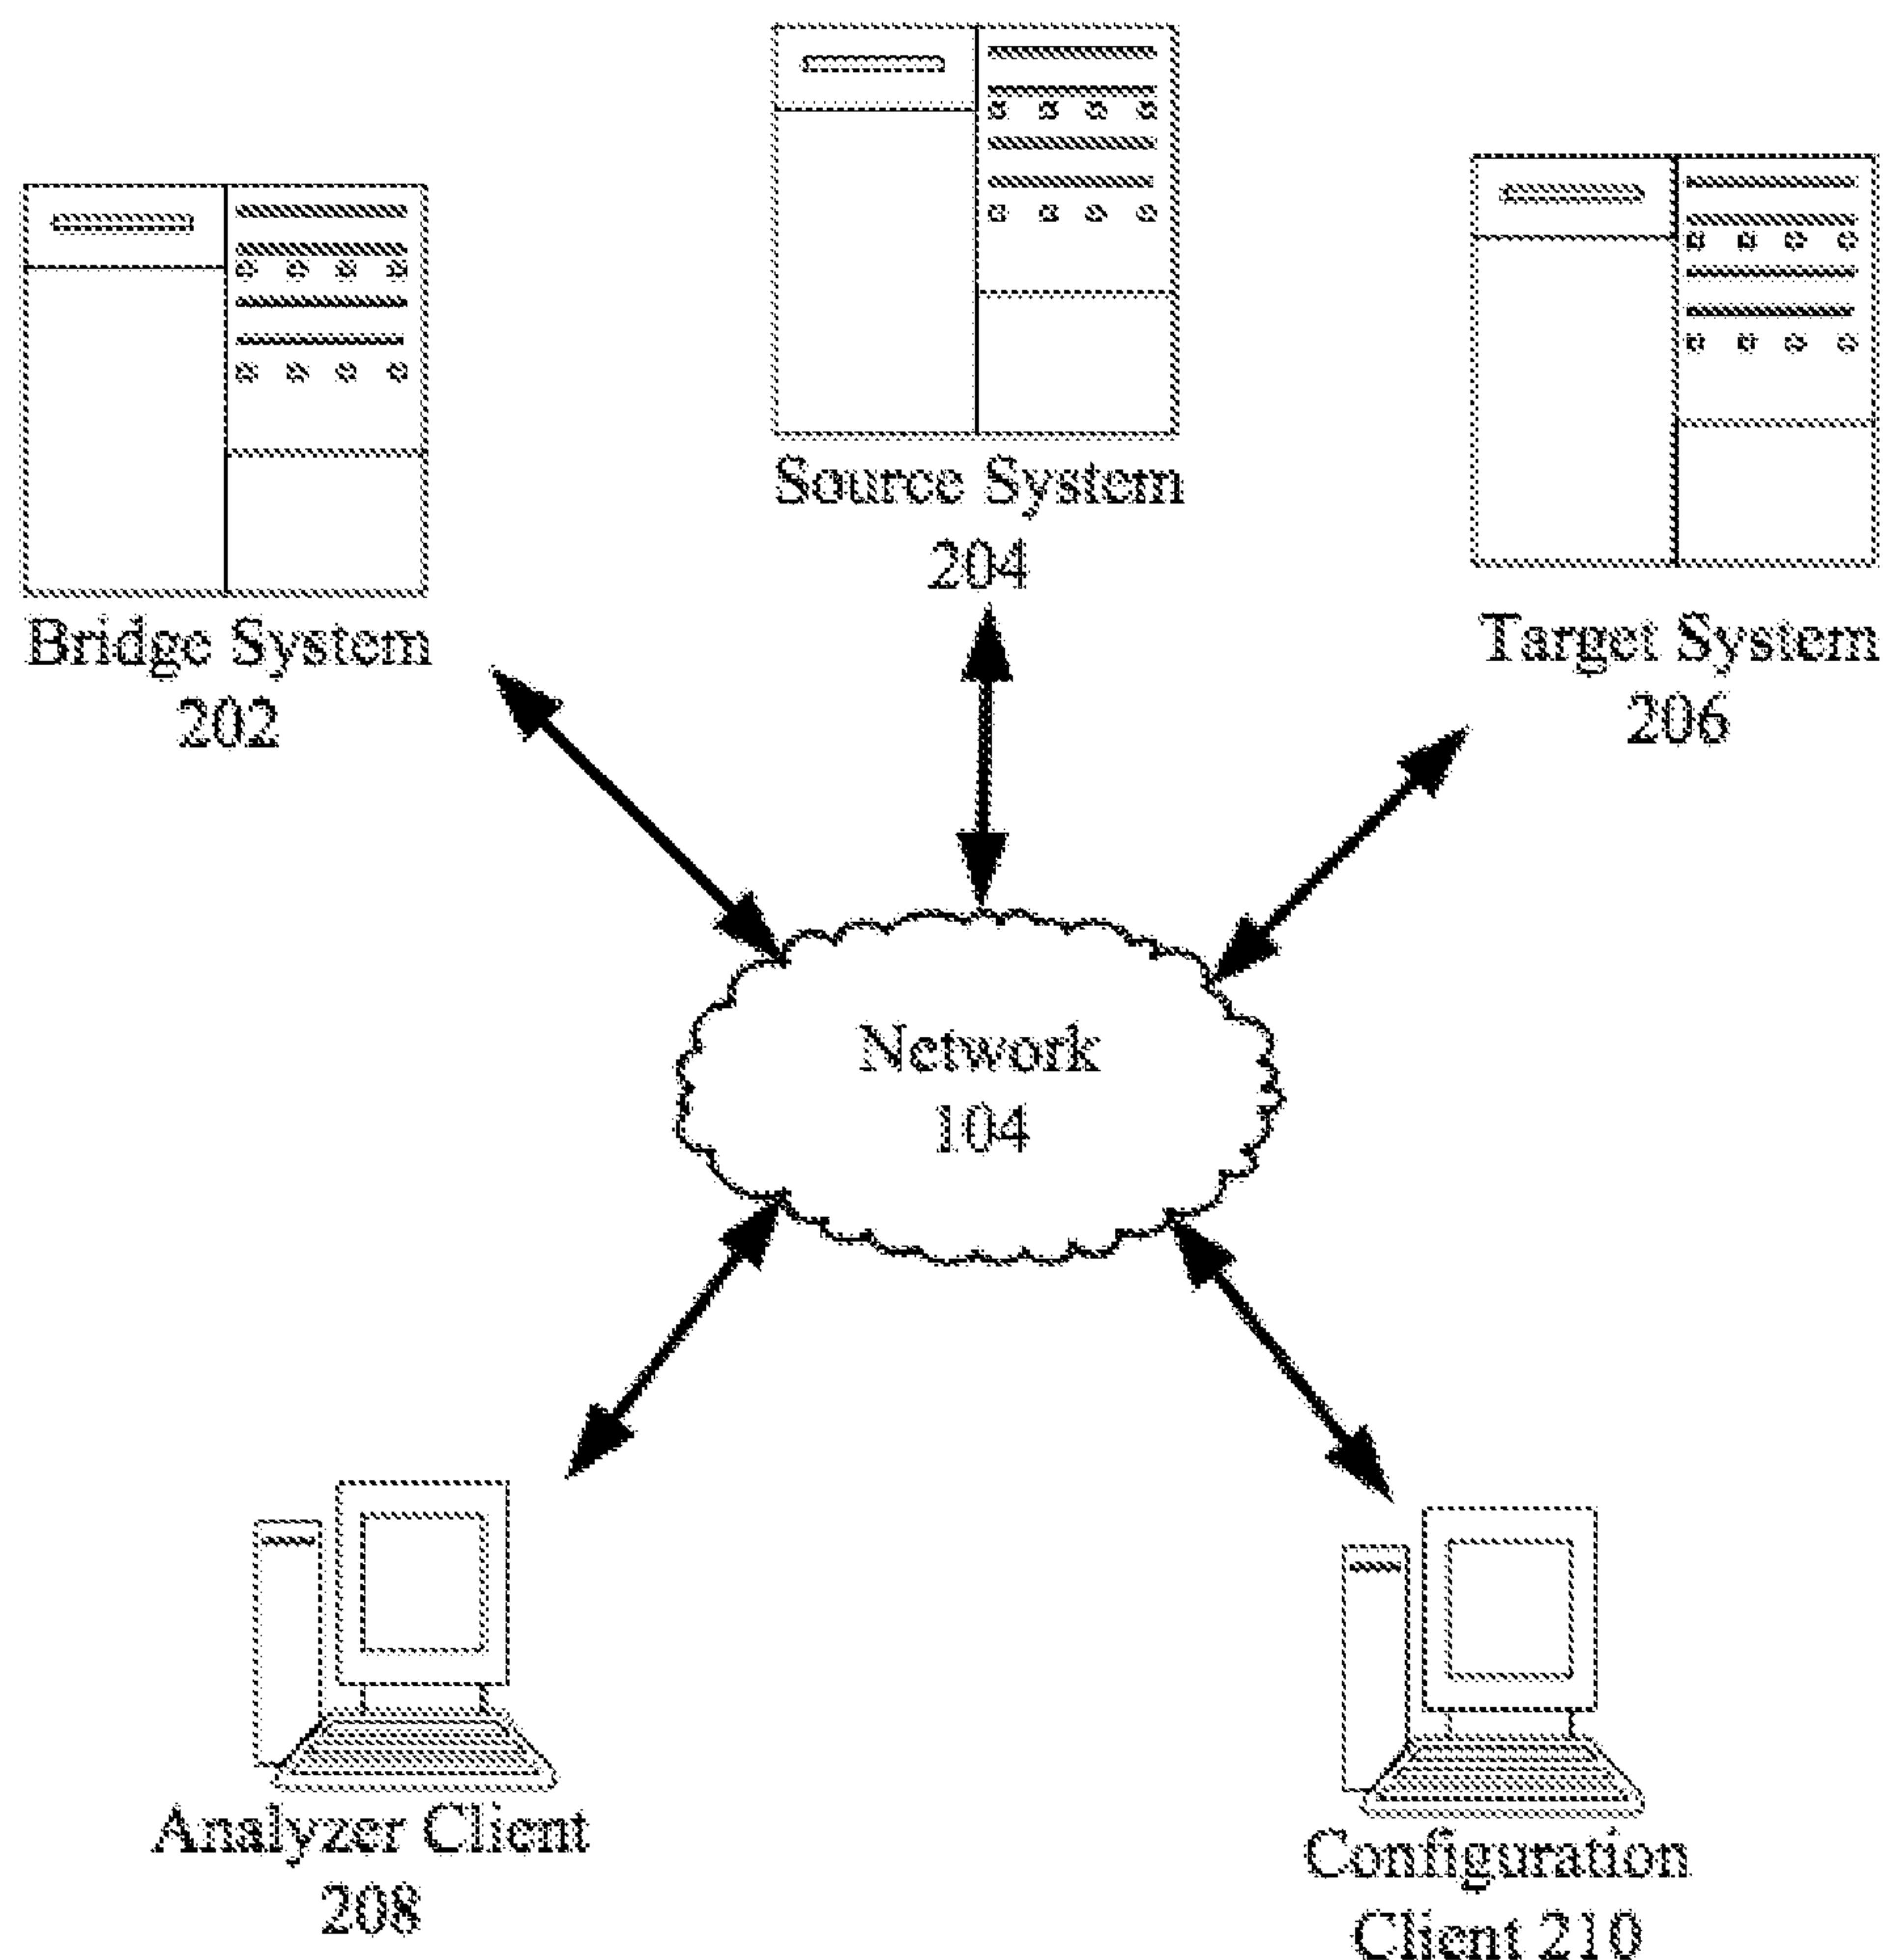 Source System
204
Bridge System
202
Target System
206
Network
104
Analyzer Client
208
Configuration
Client 210